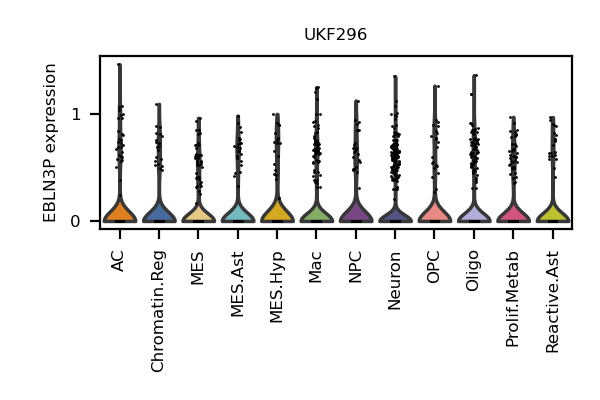 UKF296
EBLN3P expression
1
0
AC
Chromatin.Reg
MES
MES.Ast
MES.Hyp
Mac
NPC
Neuron
OPC
Oligo
Prolif.Metab
Reactive.Ast